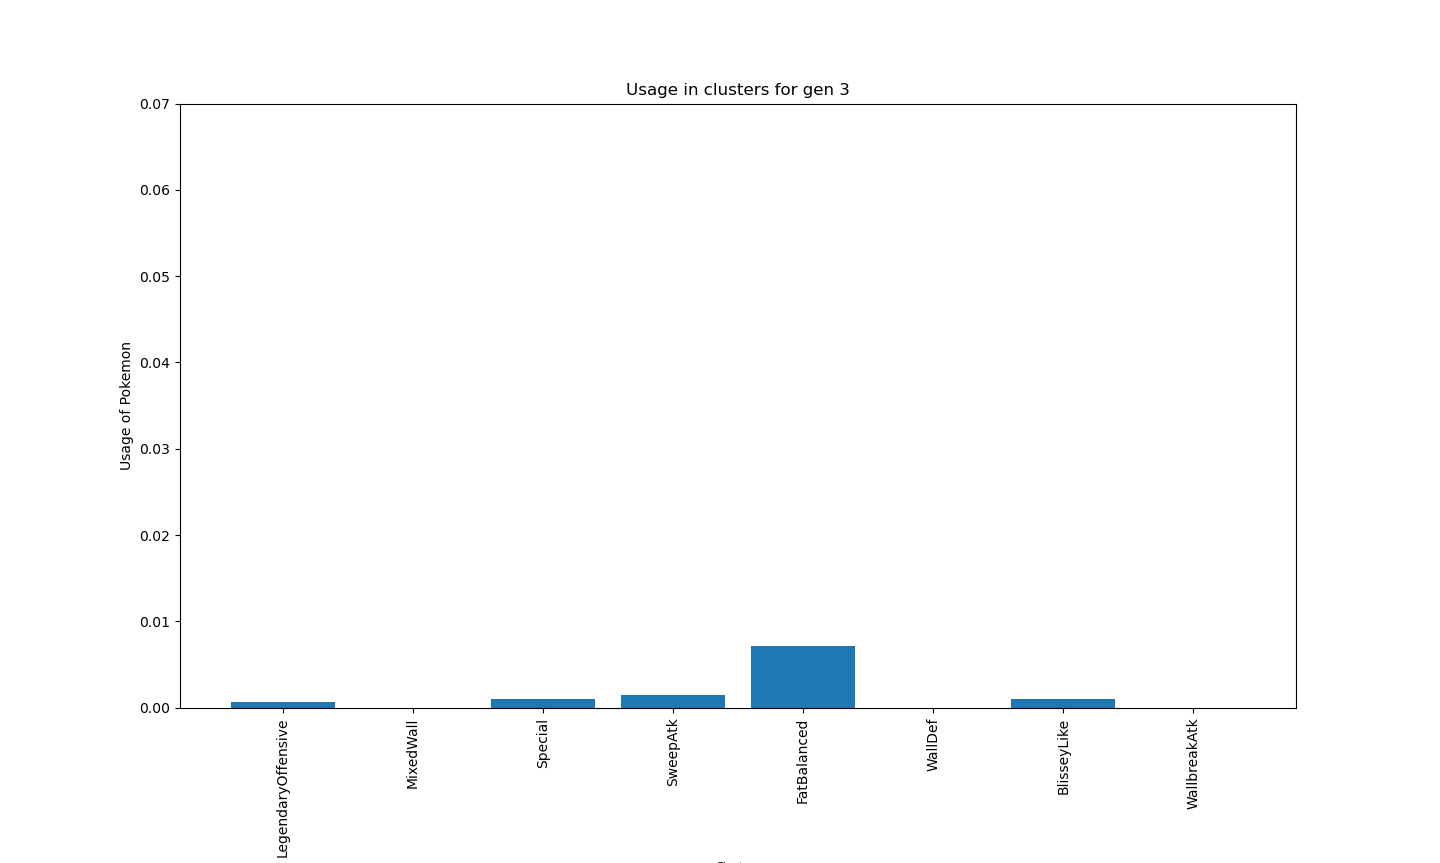 Usage in clusters for gen 3
0.07
0.06
0.05
0.04
0.03
0.02
0.01
0.00
Usage of Pokemon
LegendaryOffensive
MixedWall
Special
SweepAtk
FatBalanced
WallDef
BlisseyLike
WallbreakAtk